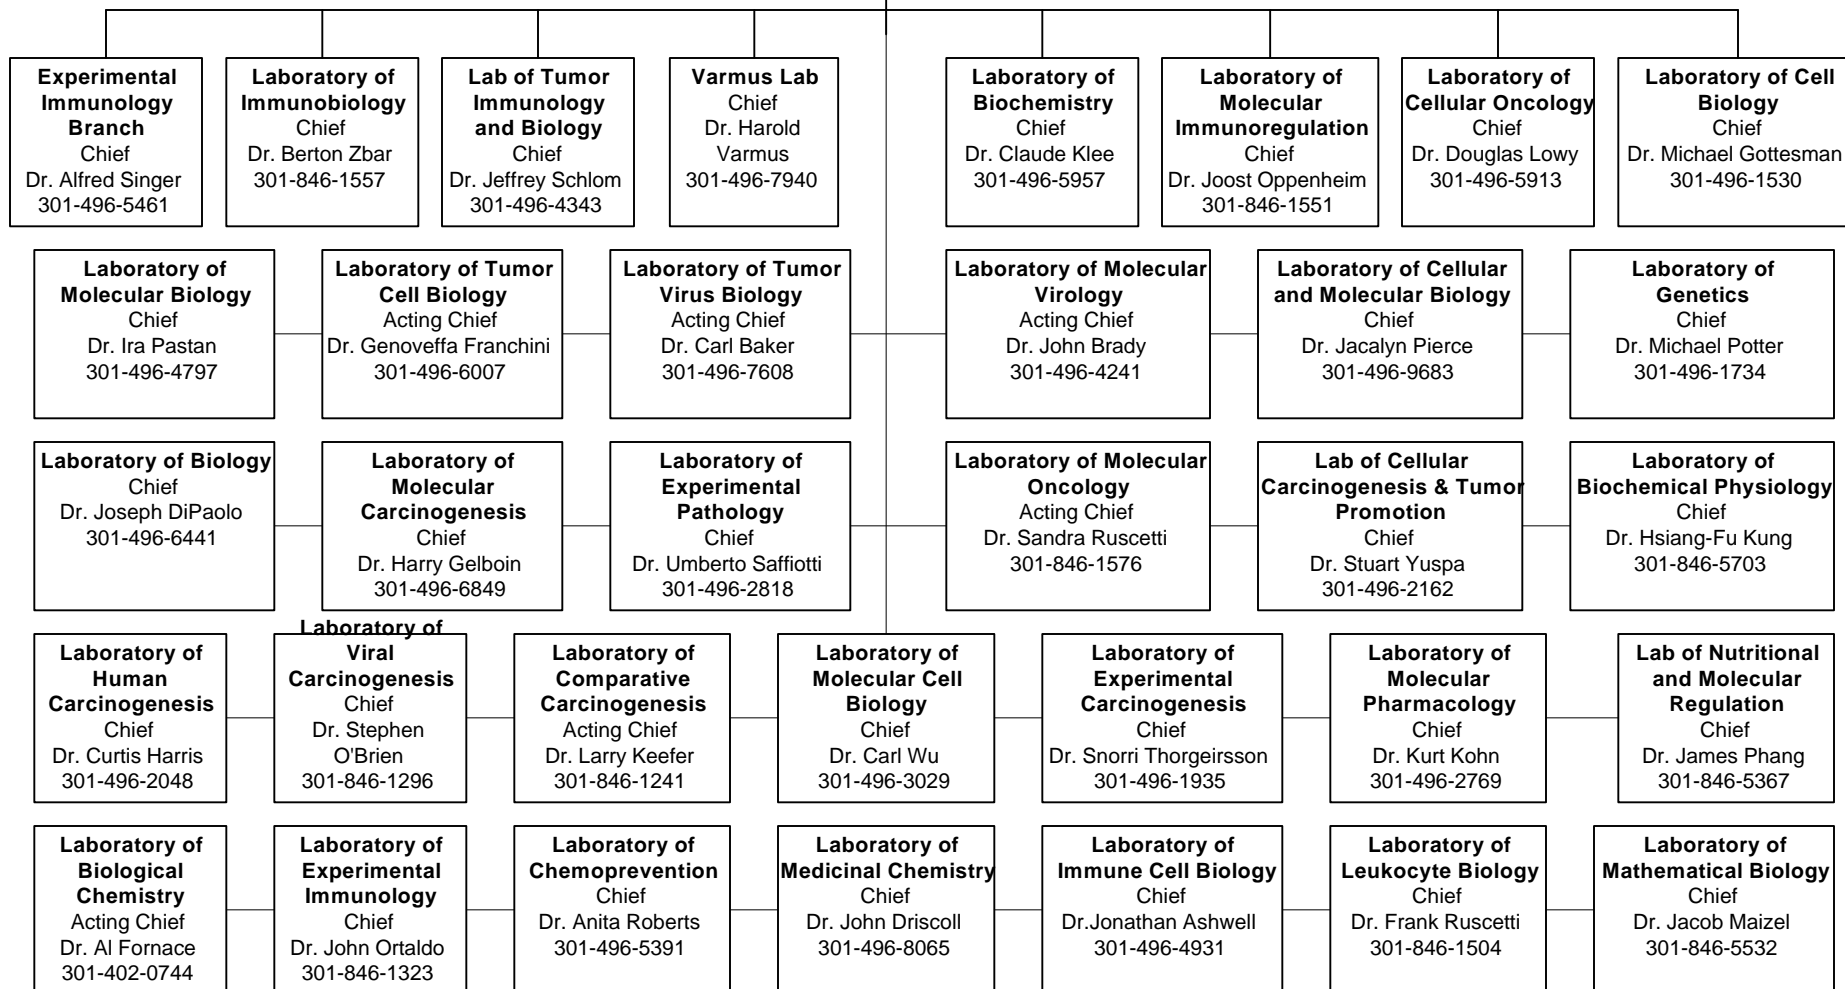 Experimental
Immunology
Branch
Chief
Dr. Alfred Singer
301-496-5461
Laboratory of
Immunobiology
Chief
Dr. Berton Zbar
301-846-1557
Lab of Tumor
Immunology
and Biology
Chief
Dr. Jeffrey Schlom
301-496-4343
Varmus Lab
Chief
Dr. Harold
Varmus
301-496-7940
Laboratory of
Biochemistry
Chief
Dr. Claude Klee
301-496-5957
Laboratory of
Molecular
Immunoregulation
Chief
Dr. Joost Oppenheim
301-846-1551
Laboratory of
Cellular Oncology
Chief
Dr. Douglas Lowy
301-496-5913
Laboratory of Cell
Biology
Chief
Dr. Michael Gottesman
301-496-1530
Laboratory of
Molecular Biology
Chief
Dr. Ira Pastan
301-496-4797
Laboratory of Tumor
Cell Biology
Acting Chief
Dr. Genoveffa Franchini
301-496-6007
Laboratory of Tumor
Virus Biology
Acting Chief
Dr. Carl Baker
301-496-7608
Laboratory of Molecular
Virology
Acting Chief
Dr. John Brady
301-496-4241
Laboratory of Cellular
and Molecular Biology
Chief
Dr. Jacalyn Pierce
301-496-9683
Laboratory of
Genetics
Chief
Dr. Michael Potter
301-496-1734
Laboratory of Biology
Chief
Dr. Joseph DiPaolo
301-496-6441
Laboratory of
Molecular
Carcinogenesis
Chief
Dr. Harry Gelboin
301-496-6849
Laboratory of
Experimental
Pathology
Chief
Dr. Umberto Saffiotti
301-496-2818
Laboratory of Molecular
Oncology
Acting Chief
Dr. Sandra Ruscetti
301-846-1576
Lab of Cellular
Carcinogenesis & Tumor
Promotion
Chief
Dr. Stuart Yuspa
301-496-2162
Laboratory of
Biochemical Physiology
Chief
Dr. Hsiang-Fu Kung
301-846-5703
Laboratory of
Human
Carcinogenesis
Chief
Dr. Curtis Harris
301-496-2048
Laboratory of
Viral
Carcinogenesis
Chief
Dr. Stephen
O'Brien
301-846-1296
Laboratory of
Comparative
Carcinogenesis
Acting Chief
Dr. Larry Keefer
301-846-1241
Laboratory of
Molecular Cell
Biology
Chief
Dr. Carl Wu
301-496-3029
Laboratory of
Experimental
Carcinogenesis
Chief
Dr. Snorri Thorgeirsson
301-496-1935
Laboratory of
Molecular
Pharmacology
Chief
Dr. Kurt Kohn
301-496-2769
Lab of Nutritional
and Molecular
Regulation
Chief
Dr. James Phang
301-846-5367
Laboratory of
Biological
Chemistry
Acting Chief
Dr. Al Fornace
301-402-0744
Laboratory of
Experimental
Immunology
Chief
Dr. John Ortaldo
301-846-1323
Laboratory of
Chemoprevention
Chief
Dr. Anita Roberts
301-496-5391
Laboratory of
Medicinal Chemistry
Chief
Dr. John Driscoll
301-496-8065
Laboratory of
Immune Cell Biology
Chief
Dr.Jonathan Ashwell
301-496-4931
Laboratory of
Leukocyte Biology
Chief
Dr. Frank Ruscetti
301-846-1504
Laboratory of
Mathematical Biology
Chief
Dr. Jacob Maizel
301-846-5532